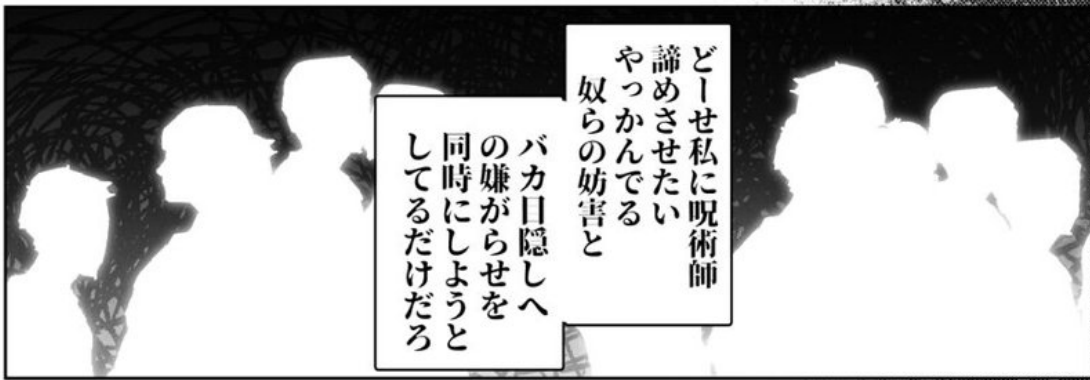 どーせ私に呪術師
諦めさせたい
やっかんでる
奴らの妨害と
バカ目隠しへ
の嫌がらせを
同時にしようと
してるだけだろ